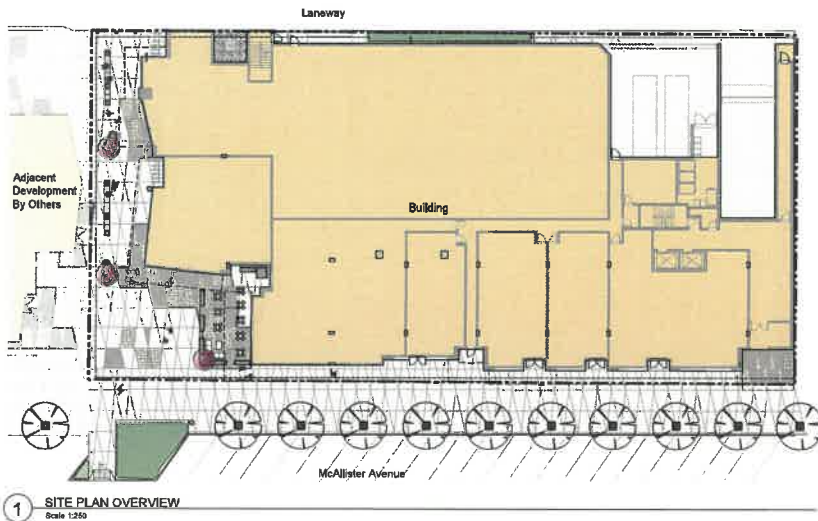 Laneway
Adjacent
Development
By Others
Building
McAllister Avenue
1
SITE PLAN OVERVIEW
Scale 1:250